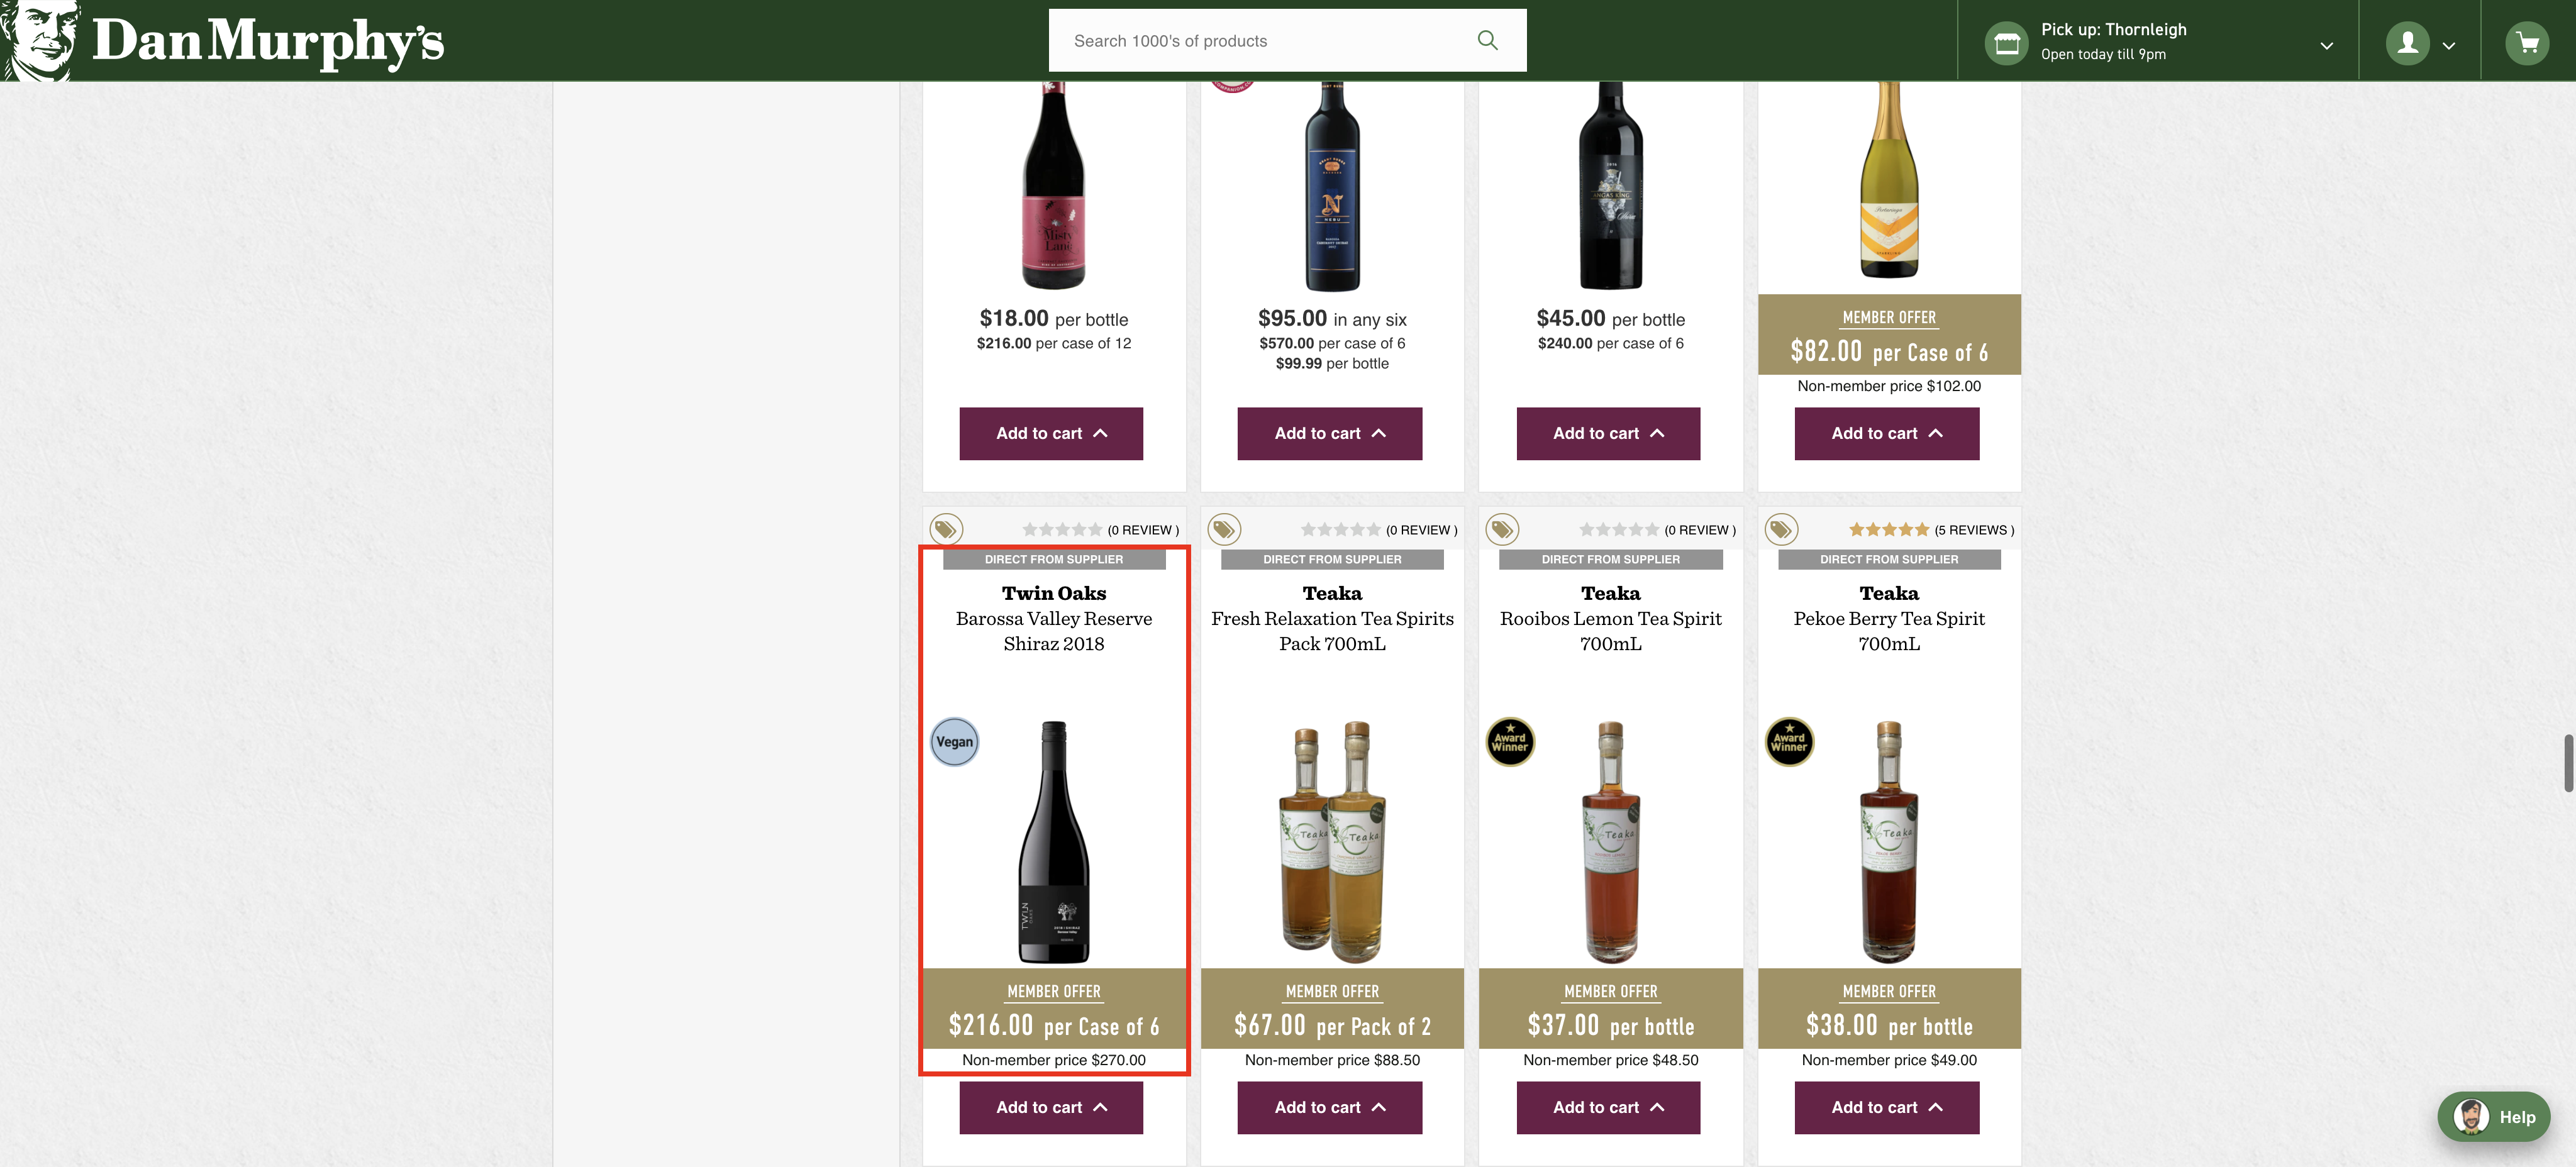 Dan Murphy's
Search 1000's of products
Pick up: Thornleigh
Open today till 9pm
Misty
Lane
N
NEBU
ANGAS KING
$18.00 per bottle
$216.00 per case of 12
$95.00 in any six
$570.00 per case of 6
$99.99 per bottle
$45.00 per bottle
$240.00 per case of 6
MEMBER OFFER
$82.00 per Case of 6
Non-member price $102.00
Add to cart
Add to cart
Add to cart
Add to cart
(0 REVIEW )
DIRECT FROM SUPPLIER
Twin Oaks
Barossa Valley Reserve
Shiraz 2018
Vegan
MEMBER OFFER
$216.00 per Case of 6
Non-member price $270.00
Add to cart
(0 REVIEW )
DIRECT FROM SUPPLIER
Teaka
Fresh Relaxation Tea Spirits
Pack 700mL
Teaka
Teaka
MEMBER OFFER
$67.00 per Pack of 2
Non-member price $88.50
Add to cart
(0 REVIEW )
DIRECT FROM SUPPLIER
Teaka
Rooibos Lemon Tea Spirit
700mL
Award
Winner
Teaka
MEMBER OFFER
$37.00 per bottle
Non-member price $48.50
Add to cart
(5 REVIEWS )
DIRECT FROM SUPPLIER
Teaka
Pekoe Berry Tea Spirit
700mL
Award
Winner
Teaka
MEMBER OFFER
$38.00 per bottle
Non-member price $49.00
Add to cart
Help